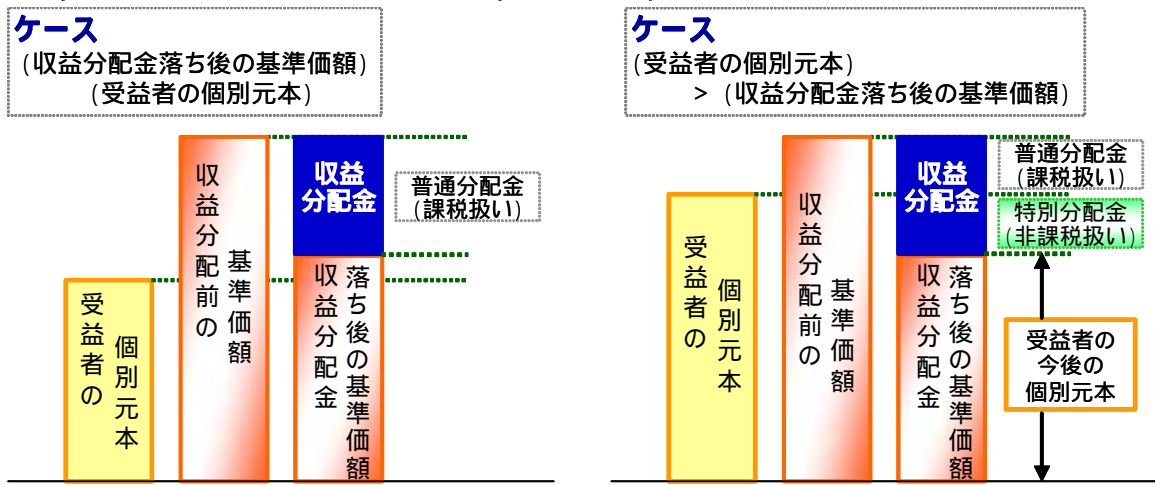 ケース
(収益分配金落ち後の基準価額)
(受益者の個別元本)
受益者の
個別元本
収益分配前の
基準価額
収益
分配金
収益分配金
落ち後の基準価額
普通分配金
(課税扱い)
ケース
(受益者の個別元本)
> (収益分配金落ち後の基準価額)
受益者の
個別元本
収益分配前の
基準価額
収益
分配金
収益分配金
落ち後の基準価額
普通分配金
(課税扱い)
特別分配金
(非課税扱い)
受益者の
今後の
個別元本